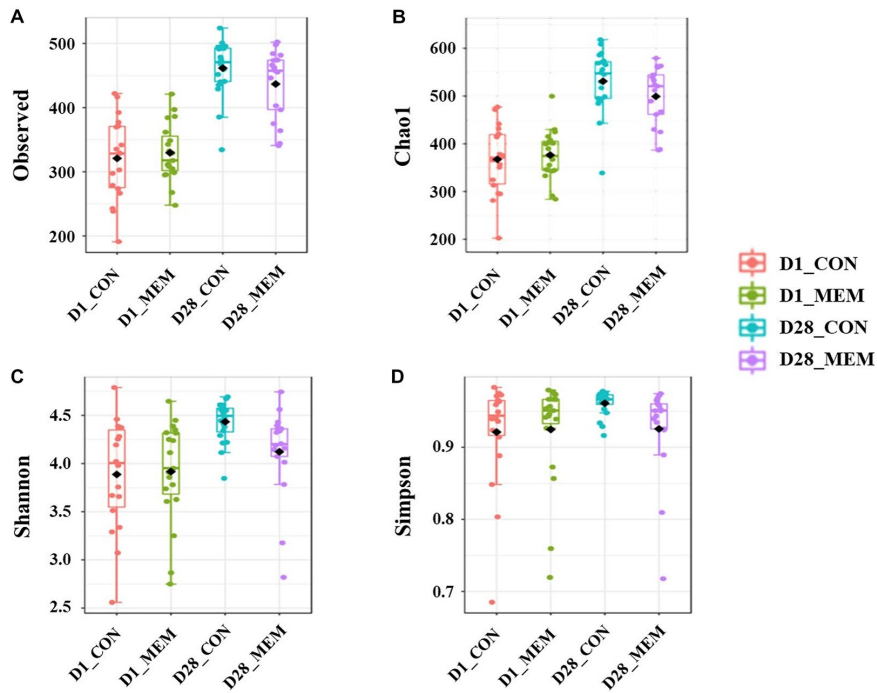 A
Observed
500
400
300
200
D1_CON
D1_MEM
D28_CON
D28_MEM
B
Chao1
600
500
400
300
200
D1_CON
D1_MEM
D28_CON
D28_MEM
D1_CON
D1_MEM
D28_CON
D28_MEM
C
Shannon
4.5
4.0
3.5
3.0
2.5
D1_CON
D1_MEM
D28_CON
D28_MEM
D
Simpson
0.9
0.8
0.7
D1_CON
D1_MEM
D28_CON
D28_MEM